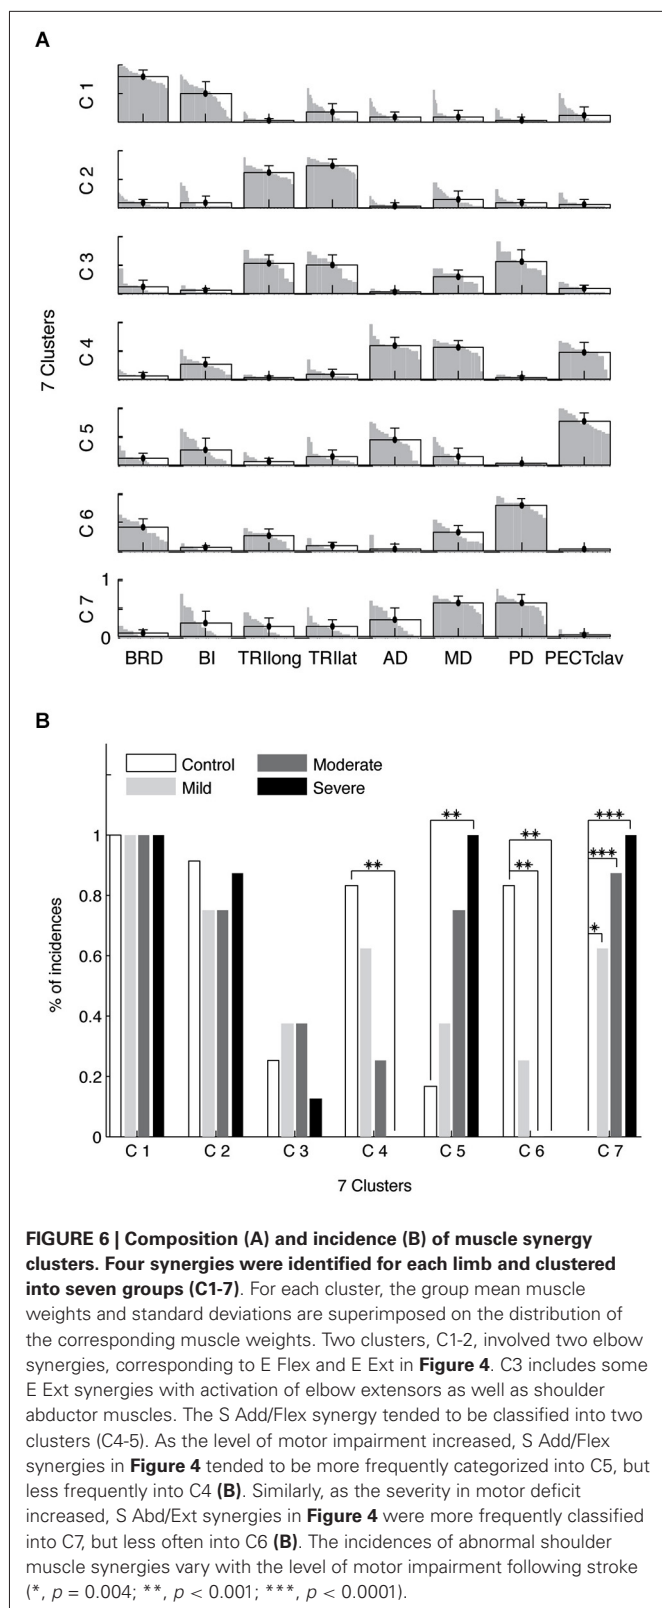 A
7 Clusters
C 1
C 2
C 3
C 4
C 5
C 6
1
C 7
0
BRD BI TRIlong TRIlat AD MD PD PECTclav
B
Control Moderate
Mild Severe
** ** *** ** ** *** *
% of incidences
1
0.8
0.6
0.4
0.2
0
C 1 C 2 C 3 C 4 C 5 C 6 C 7
7 Clusters
FIGURE 6 | Composition (A) and incidence (B) of muscle synergy
clusters. Four synergies were identified for each limb and clustered
into seven groups (C1-7). For each cluster, the group mean muscle
weights and standard deviations are superimposed on the distribution of
the corresponding muscle weights. Two clusters, C1-2, involved two elbow
synergies, corresponding to E Flex and E Ext in Figure 4. C3 includes some
E Ext synergies with activation of elbow extensors as well as shoulder
abductor muscles. The S Add/Flex synergy tended to be classified into two
clusters (C4-5). As the level of motor impairment increased, S Add/Flex
synergies in Figure 4 tended to be more frequently categorized into C5, but
less frequently into C4 (B). Similarly, as the severity in motor deficit
increased, S Abd/Ext synergies in Figure 4 were more frequently classified
into C7, but less often into C6 (B). The incidences of abnormal shoulder
muscle synergies vary with the level of motor impairment following stroke
(*, p = 0.004; **, p < 0.001; ***, p < 0.0001).